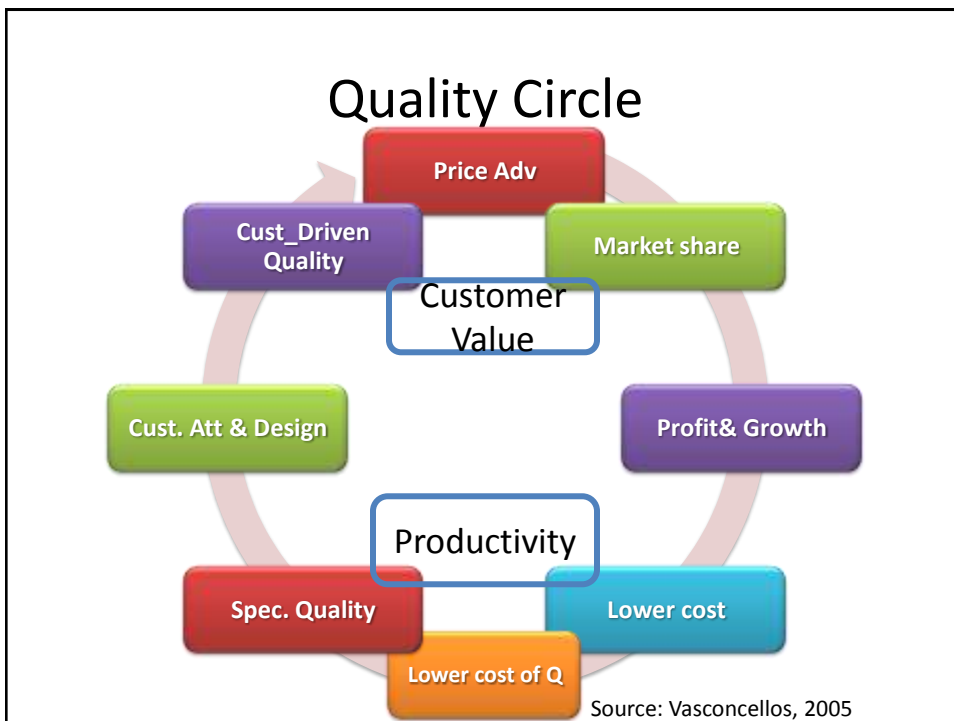 Quality Circle
Price Adv
Cust_Driven
Quality
Market share
Customer
Value
Cust. Att & Design
Profit& Growth
Productivity
Spec. Quality
Lower cost
Lower cost of Q
Source: Vasconcellos, 2005